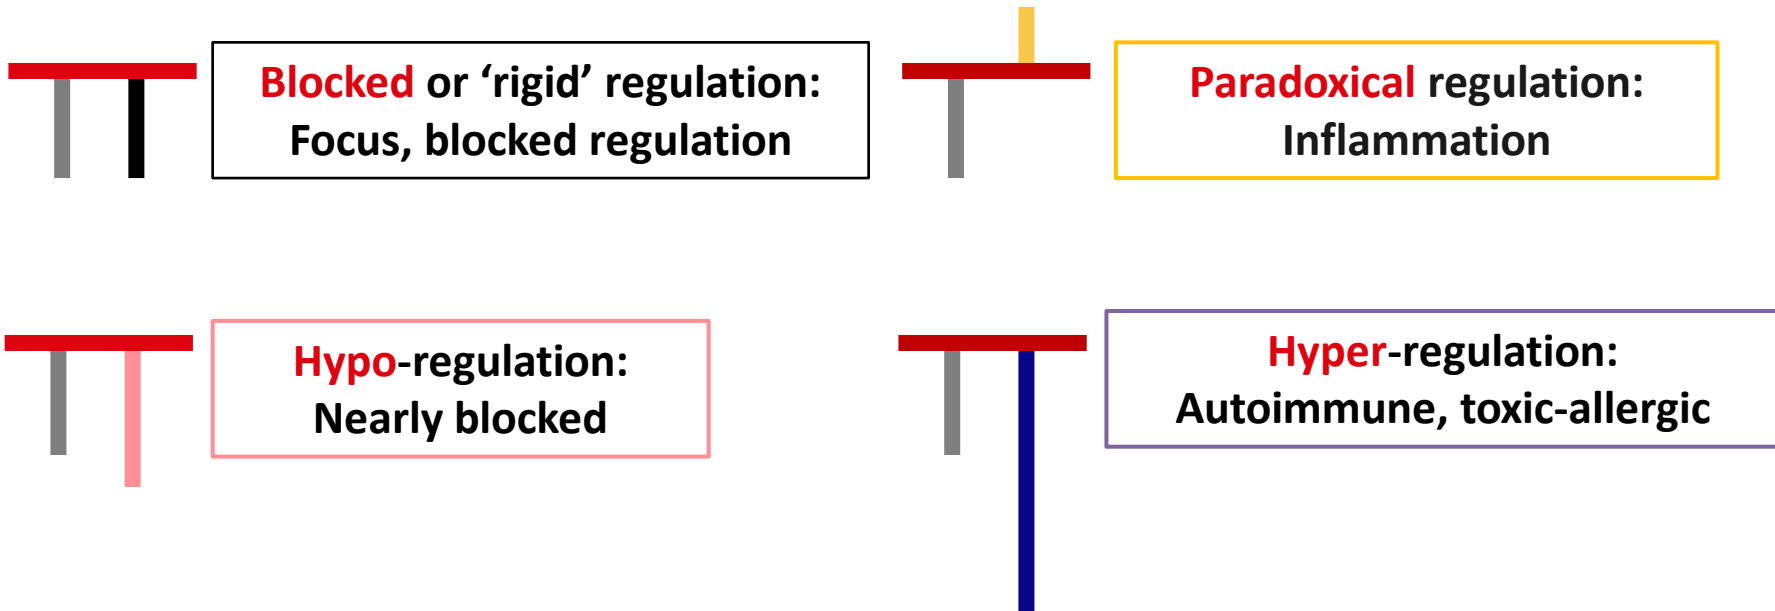 Blocked or ‘rigid’ regulation:
Focus, blocked regulation
Paradoxical regulation:
Inflammation
Hypo-regulation:
Nearly blocked
Hyper-regulation:
Autoimmune, toxic-allergic